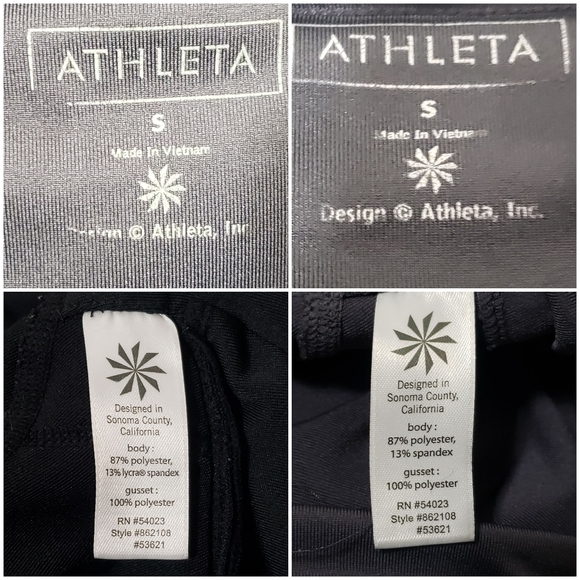 ATHLETA
S
Made In Vietnam
© Athleta, Inc
ATHLETA
S
Made In Vietnam
Design © Athleta, Inc.
Designed in
Sonoma County,
California
body :
87% polyester,
13% lycra® spandex
gusset :
100% polyester
RN #54023
Style #862108
#53621
Designed in
Sonoma County,
California
body :
87% polyester,
13% spandex
gusset :
100% polyester
RN #54023
Style #862108
#53621